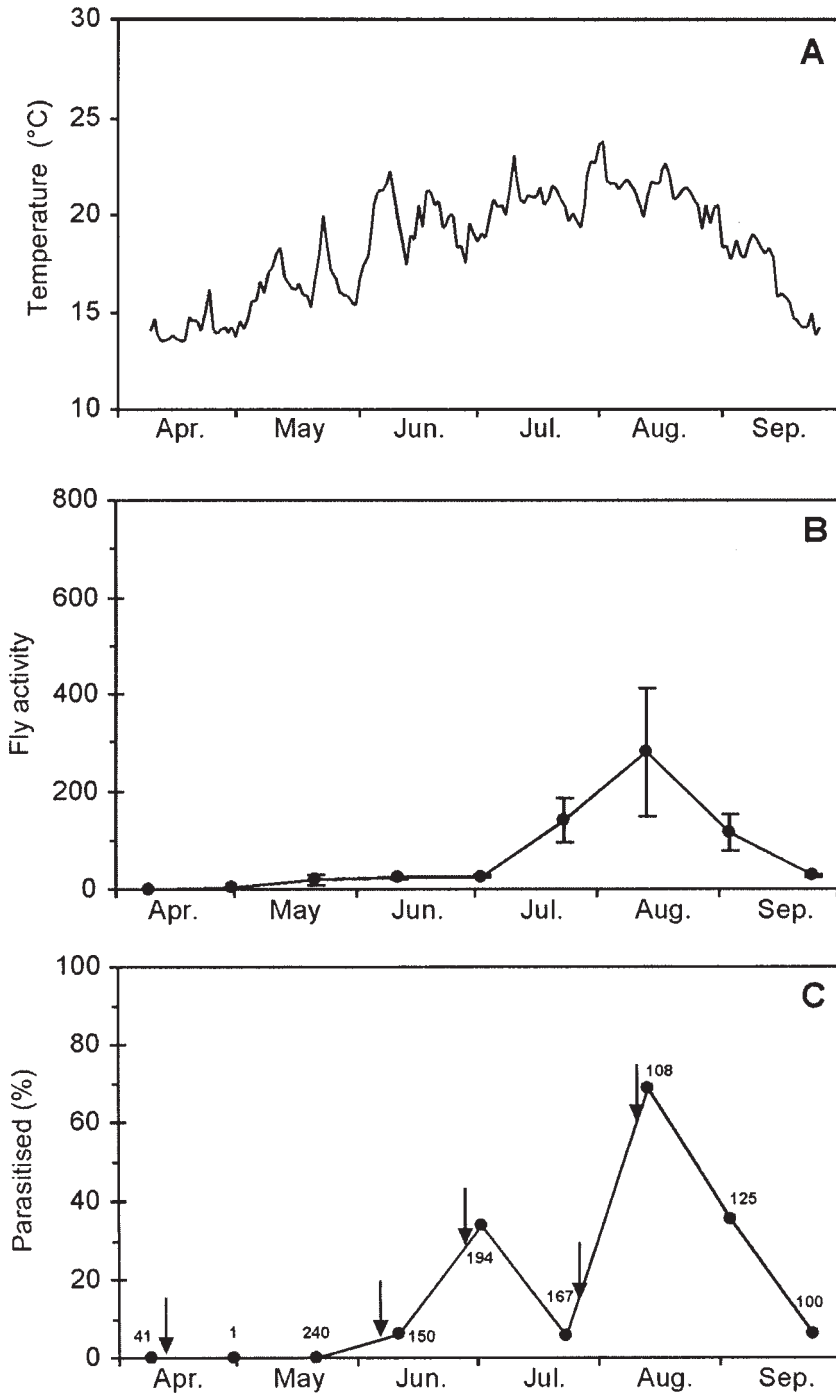 30
A
25
Temperature (°C)
20
15
10
Apr. May Jun. Jul. Aug. Sep.
800
B
600
Fly activity
400
200
0
Apr. May Jun. Jul. Aug. Sep.
100
C
80
108
Parasitised (%)
60
40
125
194
20
167
100
41 1 240 150
0
Apr. May Jun. Jul. Aug. Sep.